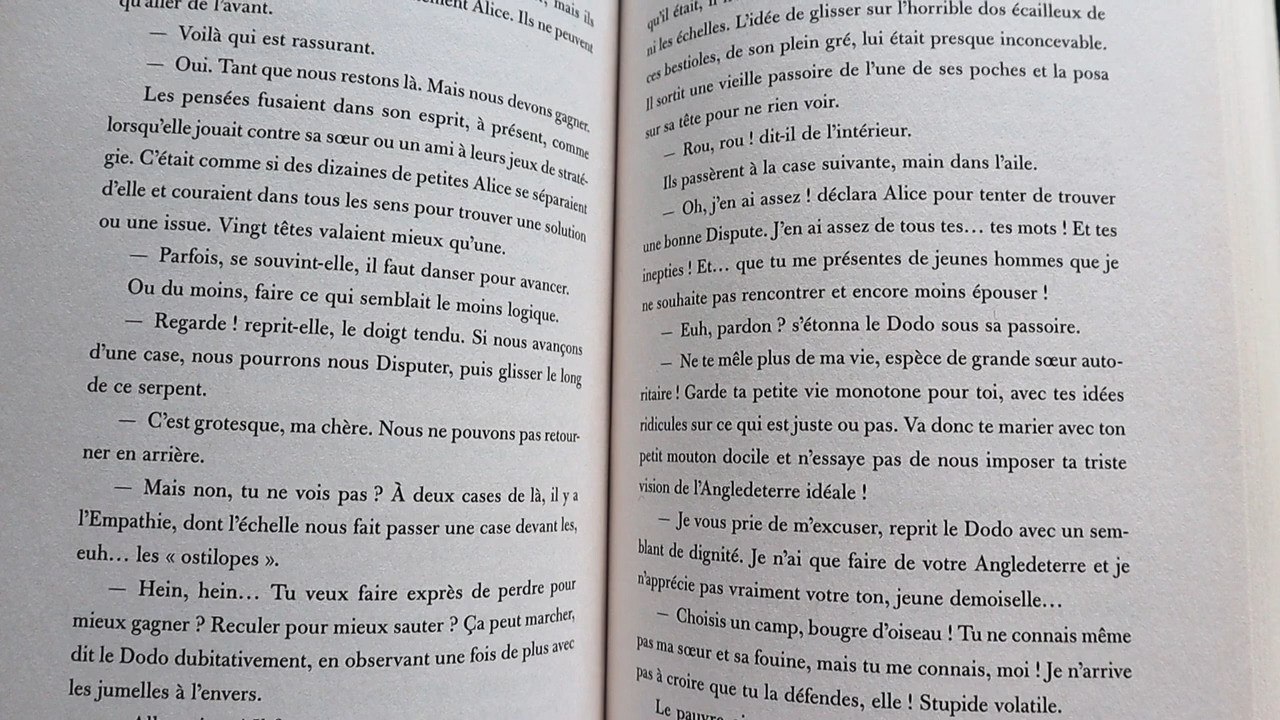 qu'aller de l'avant.
mais ils
Alice. Ils ne peuvent
— Voilà qui est rassurant.
— Oui. Tant que nous restons là. Mais nous devons gagner.
Les pensées fusaient dans son esprit, à présent, comme
lorsqu'elle jouait contre sa sœur ou un ami à leurs jeux de straté-
gie. C'était comme si des dizaines de petites Alice se séparaient
d'elle et couraient dans tous les sens pour trouver une solution
ou une issue. Vingt têtes valaient mieux qu'une.
— Parfois, se souvint-elle, il faut danser pour avancer.
Ou du moins, faire ce qui semblait le moins logique.
— Regarde ! reprit-elle, le doigt tendu. Si nous avançons
d'une case, nous pourrons nous Disputer, puis glisser le long
de ce serpent.
— C'est grotesque, ma chère. Nous ne pouvons pas retour-
ner en arrière.
— Mais non, tu ne vois pas ? À deux cases de là, il y a
l'Empathie, dont l'échelle nous fait passer une case devant les,
euh… les « ostilopes ».
— Hein, hein… Tu veux faire exprès de perdre pour
mieux gagner ? Reculer pour mieux sauter ? Ça peut marcher,
dit le Dodo dubitativement, en observant une fois de plus avec
les jumelles à l'envers.
qu'il était,
ni les échelles. L'idée de glisser sur l'horrible dos écailleux de
ces bestioles, de son plein gré, lui était presque inconcevable.
Il sortit une vieille passoire de l'une de ses poches et la posa
sur sa tête pour ne rien voir.
— Rou, rou ! dit-il de l'intérieur.
Ils passèrent à la case suivante, main dans l'aile.
— Oh, j'en ai assez ! déclara Alice pour tenter de trouver
une bonne Dispute. J'en ai assez de tous tes… tes mots ! Et tes
inepties ! Et… que tu me présentes de jeunes hommes que je
ne souhaite pas rencontrer et encore moins épouser !
— Euh, pardon ? s'étonna le Dodo sous sa passoire.
— Ne te mêle plus de ma vie, espèce de grande sœur auto-
ritaire ! Garde ta petite vie monotone pour toi, avec tes idées
ridicules sur ce qui est juste ou pas. Va donc te marier avec ton
petit mouton docile et n'essaye pas de nous imposer ta triste
vision de l'Angledeterre idéale !
— Je vous prie de m'excuser, reprit le Dodo avec un sem-
blant de dignité. Je n'ai que faire de votre Angledeterre et je
n'apprécie pas vraiment votre ton, jeune demoiselle…
— Choisis un camp, bougre d'oiseau ! Tu ne connais même
pas ma sœur et sa fouine, mais tu me connais, moi ! Je n'arrive
pas à croire que tu la défendes, elle ! Stupide volatile.
Le pauvre